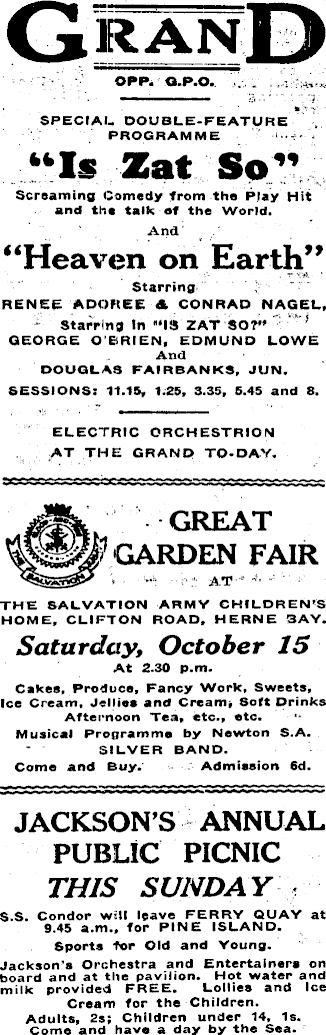 GRAND
OPP. G.P.O.
SPECIAL DOUBLE-FEATURE
PROGRAMME
"Is Zat So"
Screaming Comedy from the Play Hit
and the talk of the World.
And
"Heaven on Earth"
Starring
RENEE ADOREE & CONRAD NAGEL,
Starring in "IS ZAT SO?"
GEORGE O'BRIEN, EDMUND LOWE
And
DOUGLAS FAIRBANKS, JUN.
SESSIONS: 11.15, 1.25, 3.35, 5.45 and 8.
ELECTRIC ORCHESTRION
AT THE GRAND TO-DAY.
THE SALVATION ARMY
GREAT
GARDEN FAIR
AT
THE SALVATION ARMY CHILDREN'S
HOME, CLIFTON ROAD, HERNE BAY.
Saturday, October 15
At 2.30 p.m.
Cakes, Produce, Fancy Work, Sweets,
Ice Cream, Jellies and Cream, Soft Drinks
Afternoon Tea, etc., etc.
Musical Programme by Newton S.A.
SILVER BAND.
Come and Buy. Admission 6d.
JACKSON'S ANNUAL
PUBLIC PICNIC
THIS SUNDAY
S.S. Condor will leave FERRY QUAY at
9.45 a.m., for PINE ISLAND.
Sports for Old and Young.
Jackson's Orchestra and Entertainers on
board and at the pavilion. Hot water and
milk provided FREE. Lollies and Ice
Cream for the Children.
Adults, 2s; Children under 14, 1s.
Come and have a day by the Sea.